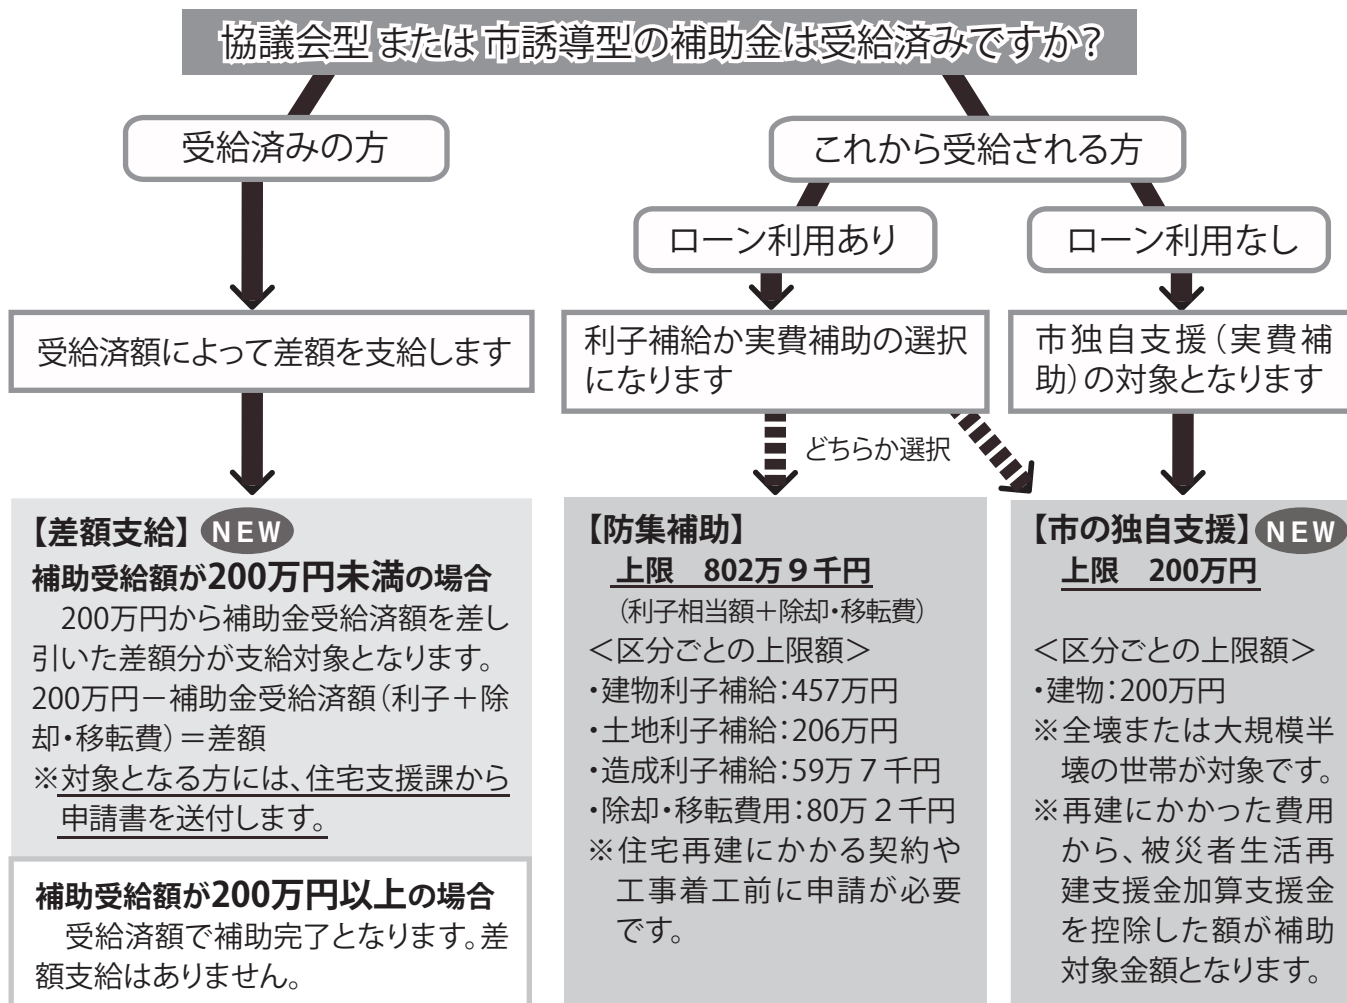 協議会型 または 市誘導型の補助金は受給済みですか？
受給済みの方
これから受給される方
ローン利用あり
ローン利用なし
受給済額によって差額を支給します
利子補給か実費補助の選択
になります
市独自支援（実費補
助）の対象となります
どちらか選択
【差額支給】 NEW
補助受給額が200万円未満の場合
200万円から補助金受給済額を差し
引いた差額分が支給対象となります。
200万円－補助金受給済額（利子＋除
却・移転費）＝差額
※対象となる方には、住宅支援課から
申請書を送付します。
補助受給額が200万円以上の場合
受給済額で補助完了となります。差
額支給はありません。
【防集補助】
上限　802万９千円
（利子相当額＋除却・移転費）
＜区分ごとの上限額＞
・建物利子補給：457万円
・土地利子補給：206万円
・造成利子補給：59万７千円
・除却・移転費用：80万２千円
※住宅再建にかかる契約や
工事着工前に申請が必要
です。
【市の独自支援】 NEW
上限　200万円
＜区分ごとの上限額＞
・建物：200万円
※全壊または大規模半
壊の世帯が対象です。
※再建にかかった費用
から、被災者生活再
建支援金加算支援金
を控除した額が補助
対象金額となります。